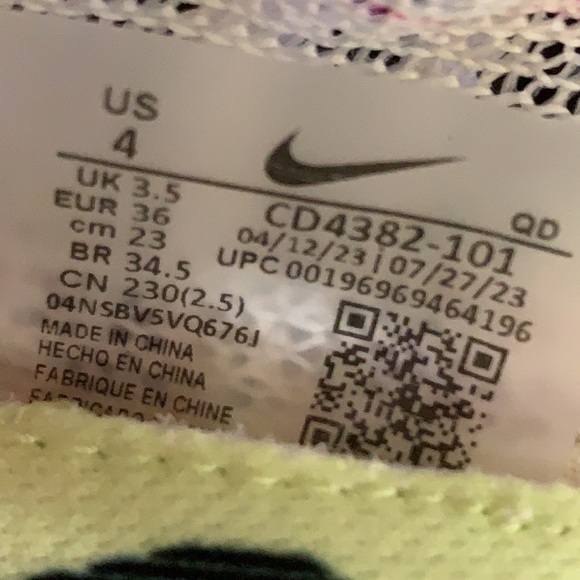 US
4
UK 3.5
EUR 36
cm 23
BR 34.5
CN 230(2.5)
04NSBV5VQ676J
MADE IN CHINA
HECHO EN CHINA
FABRIQUE EN CHINE
QD
CD4382-101
04/12/23 | 07/27/23
UPC 00196969464196